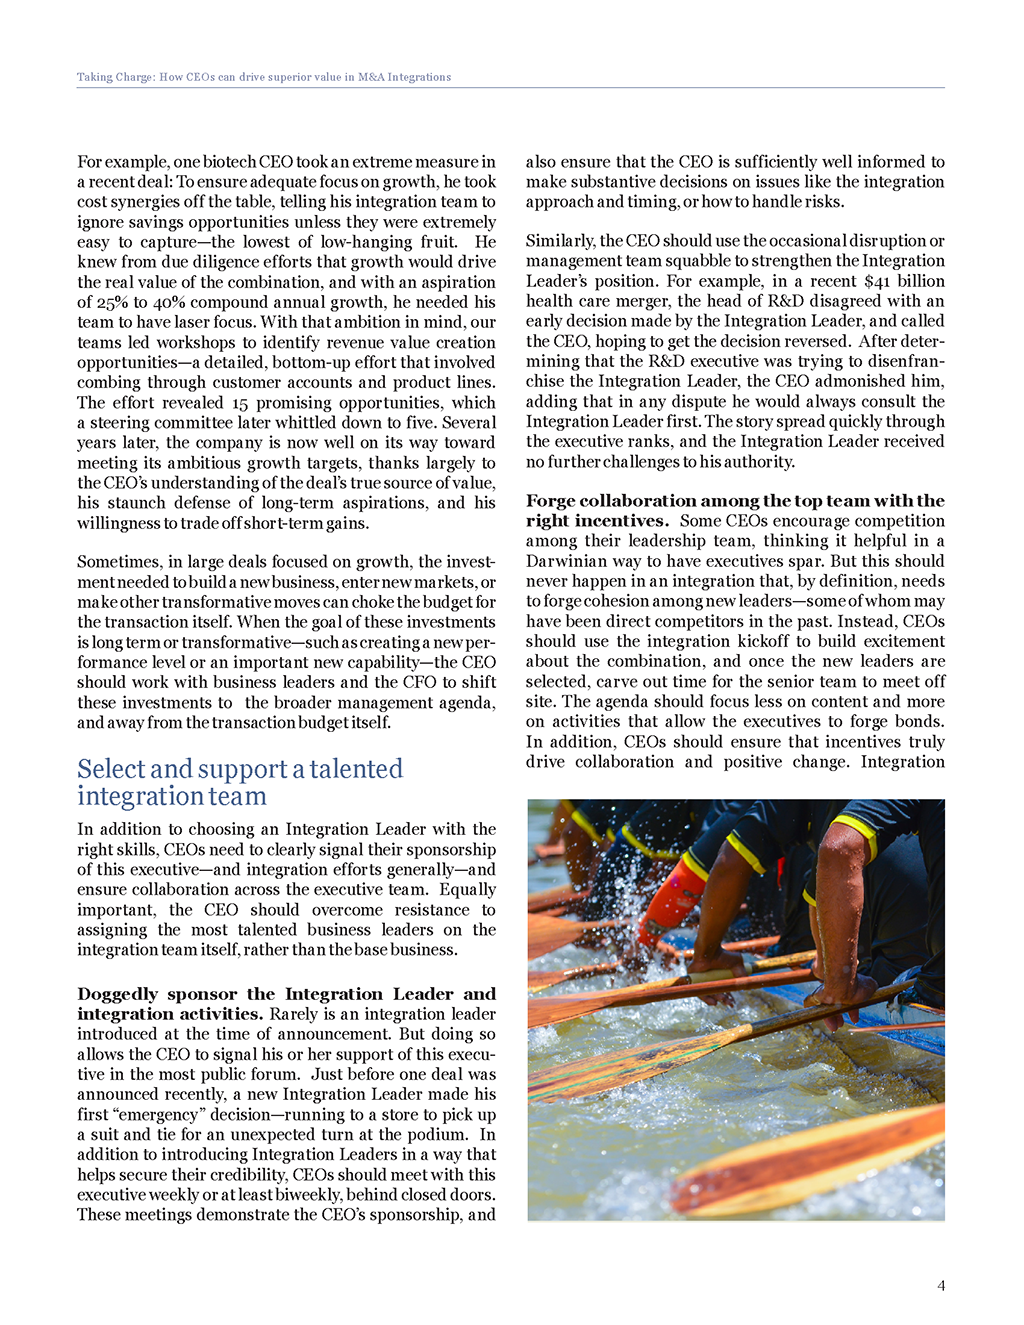 Taking Charge: How CEOs can drive superior value in M&A Integrations
For example, one biotech CEO took an extreme measure in
a recent deal: To ensure adequate focus on growth, he took
cost synergies off the table, telling his integration team to
ignore savings opportunities unless they were extremely
easy to capture—the lowest of low-hanging fruit. He
knew from due diligence efforts that growth would drive
the real value of the combination, and with an aspiration
of 25% to 40% compound annual growth, he needed his
team to have laser focus. With that ambition in mind, our
teams led workshops to identify revenue value creation
opportunities—a detailed, bottom-up effort that involved
combing through customer accounts and product lines.
The effort revealed 15 promising opportunities, which
a steering committee later whittled down to five. Several
years later, the company is now well on its way toward
meeting its ambitious growth targets, thanks largely to
the CEO's understanding of the deal's true source of value,
his staunch defense of long-term aspirations, and his
willingness to trade off short-term gains.
Sometimes, in large deals focused on growth, the invest-
ment needed to build a new business, enter new markets, or
make other transformative moves can choke the budget for
the transaction itself. When the goal of these investments
is long term or transformative—such as creating a new per-
formance level or an important new capability—the CEO
should work with business leaders and the CFO to shift
these investments to the broader management agenda,
and away from the transaction budget itself.
Select and support a talented
integration team
In addition to choosing an Integration Leader with the
right skills, CEOs need to clearly signal their sponsorship
of this executive—and integration efforts generally—and
ensure collaboration across the executive team. Equally
important, the CEO should overcome resistance to
assigning the most talented business leaders on the
integration team itself, rather than the base business.
Doggedly sponsor the Integration Leader and
integration activities. Rarely is an integration leader
introduced at the time of announcement. But doing so
allows the CEO to signal his or her support of this execu-
tive in the most public forum. Just before one deal was
announced recently, a new Integration Leader made his
first “emergency” decision—running to a store to pick up
a suit and tie for an unexpected turn at the podium. In
addition to introducing Integration Leaders in a way that
helps secure their credibility, CEOs should meet with this
executive weekly or at least biweekly, behind closed doors.
These meetings demonstrate the CEO's sponsorship, and
also ensure that the CEO is sufficiently well informed to
make substantive decisions on issues like the integration
approach and timing, or how to handle risks.
Similarly, the CEO should use the occasional disruption or
management team squabble to strengthen the Integration
Leader's position. For example, in a recent $41 billion
health care merger, the head of R&D disagreed with an
early decision made by the Integration Leader, and called
the CEO, hoping to get the decision reversed. After deter-
mining that the R&D executive was trying to disenfran-
chise the Integration Leader, the CEO admonished him,
adding that in any dispute he would always consult the
Integration Leader first. The story spread quickly through
the executive ranks, and the Integration Leader received
no further challenges to his authority.
Forge collaboration among the top team with the
right incentives. Some CEOs encourage competition
among their leadership team, thinking it helpful in a
Darwinian way to have executives spar. But this should
never happen in an integration that, by definition, needs
to forge cohesion among new leaders—some of whom may
have been direct competitors in the past. Instead, CEOs
should use the integration kickoff to build excitement
about the combination, and once the new leaders are
selected, carve out time for the senior team to meet off
site. The agenda should focus less on content and more
on activities that allow the executives to forge bonds.
In addition, CEOs should ensure that incentives truly
drive collaboration and positive change. Integration
4